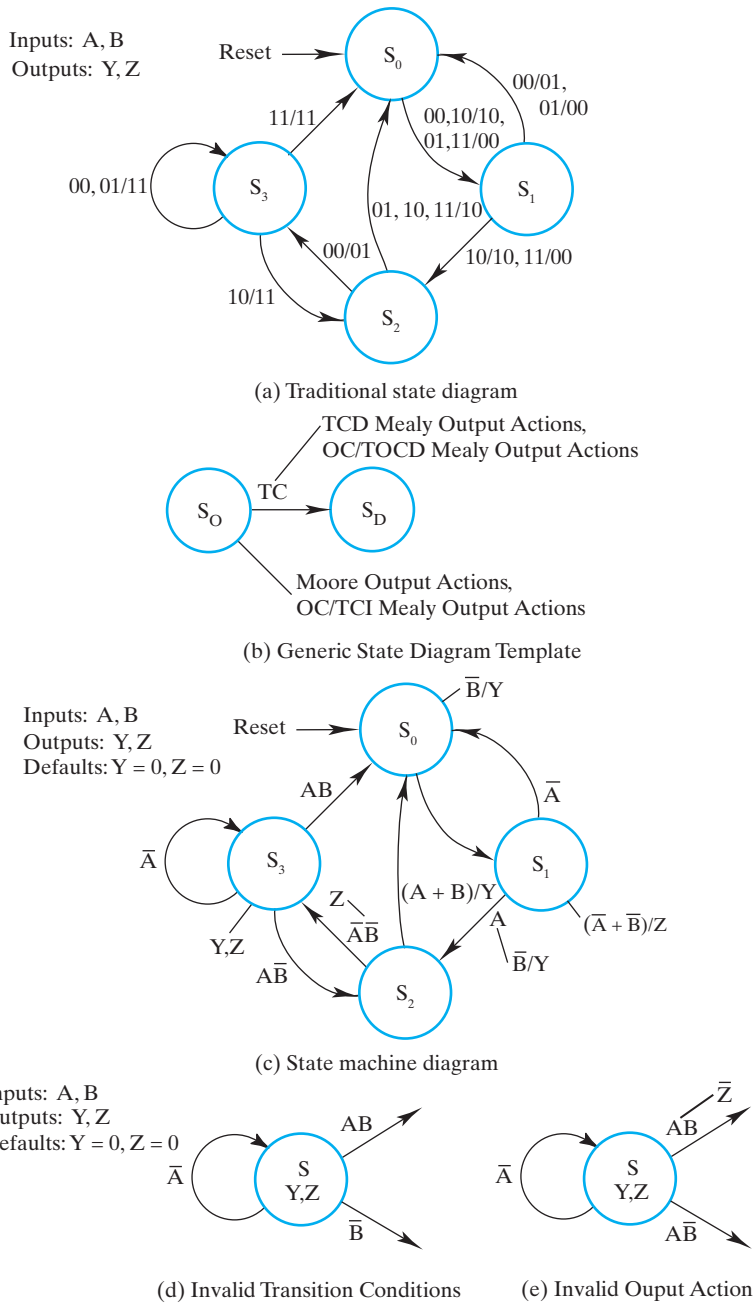 Inputs: A, B
Outputs: Y, Z
Reset
S₀
00/01,
01/00
11/11
00,10/10,
01,11/00
00, 01/11
S₃
S₁
01, 10, 11/10
00/01
10/10, 11/00
10/11
S₂
(a) Traditional state diagram
TCD Mealy Output Actions,
OC/TOCD Mealy Output Actions
TC
S_O
S_D
Moore Output Actions,
OC/TCI Mealy Output Actions
(b) Generic State Diagram Template
B̅/Y
Inputs: A, B
Outputs: Y, Z
Defaults: Y = 0, Z = 0
Reset
S₀
AB
A̅
A̅
S₃
S₁
Z
(A + B)/Y
A̅B̅
A
(A̅ + B̅)/Z
Y,Z
AB̅
B̅/Y
S₂
(c) State machine diagram
nputs: A, B
utputs: Y, Z
efaults: Y = 0, Z = 0
AB
A̅
S
Y,Z
B̅
(d) Invalid Transition Conditions
Z̅
AB
A̅
S
Y,Z
AB̅
(e) Invalid Ouput Action